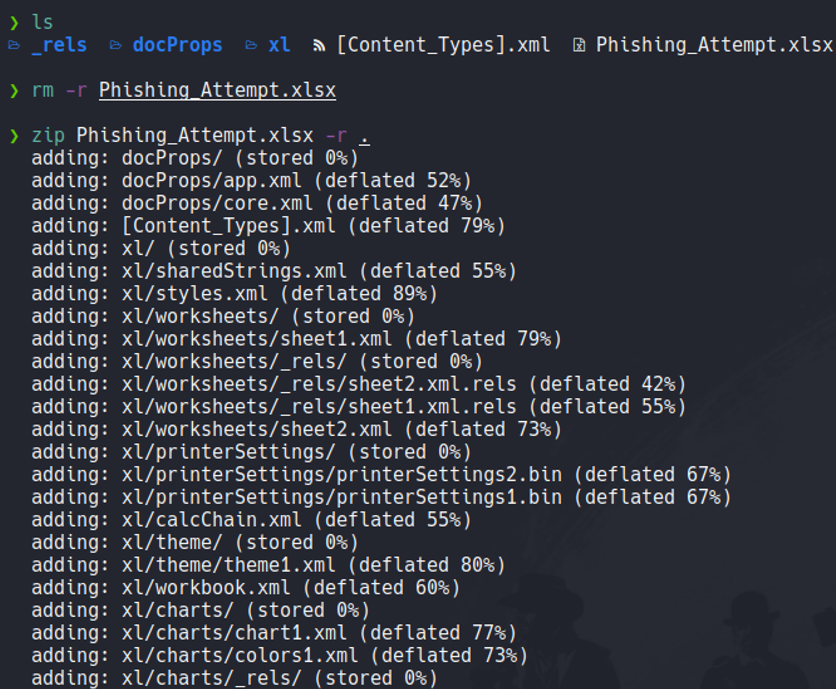 ❯ ls
_rels docProps xl [Content_Types].xml Phishing_Attempt.xlsx
❯ rm -r Phishing_Attempt.xlsx
❯ zip Phishing_Attempt.xlsx -r .
adding: docProps/ (stored 0%)
adding: docProps/app.xml (deflated 52%)
adding: docProps/core.xml (deflated 47%)
adding: [Content_Types].xml (deflated 79%)
adding: xl/ (stored 0%)
adding: xl/sharedStrings.xml (deflated 55%)
adding: xl/styles.xml (deflated 89%)
adding: xl/worksheets/ (stored 0%)
adding: xl/worksheets/sheet1.xml (deflated 79%)
adding: xl/worksheets/_rels/ (stored 0%)
adding: xl/worksheets/_rels/sheet2.xml.rels (deflated 42%)
adding: xl/worksheets/_rels/sheet1.xml.rels (deflated 55%)
adding: xl/worksheets/sheet2.xml (deflated 73%)
adding: xl/printerSettings/ (stored 0%)
adding: xl/printerSettings/printerSettings2.bin (deflated 67%)
adding: xl/printerSettings/printerSettings1.bin (deflated 67%)
adding: xl/calcChain.xml (deflated 55%)
adding: xl/theme/ (stored 0%)
adding: xl/theme/theme1.xml (deflated 80%)
adding: xl/workbook.xml (deflated 60%)
adding: xl/charts/ (stored 0%)
adding: xl/charts/chart1.xml (deflated 77%)
adding: xl/charts/colors1.xml (deflated 73%)
adding: xl/charts/_rels/ (stored 0%)